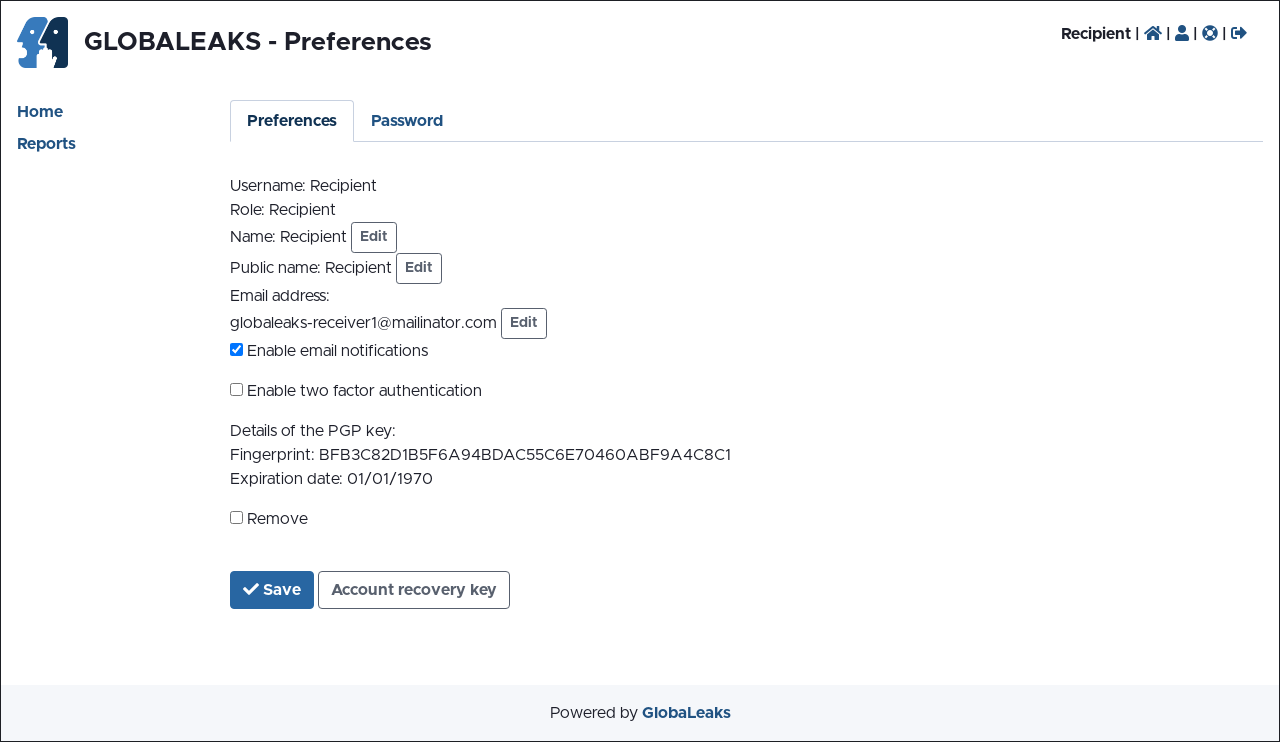 GLOBALEAKS - Preferences
Recipient | | | |
Home
Reports
Preferences Password
Username: Recipient
Role: Recipient
Name: Recipient Edit
Public name: Recipient Edit
Email address:
globaleaks-receiver1@mailinator.com Edit
Enable email notifications
Enable two factor authentication
Details of the PGP key:
Fingerprint: BFB3C82D1B5F6A94BDAC55C6E70460ABF9A4C8C1
Expiration date: 01/01/1970
Remove
Save Account recovery key
Powered by GlobaLeaks